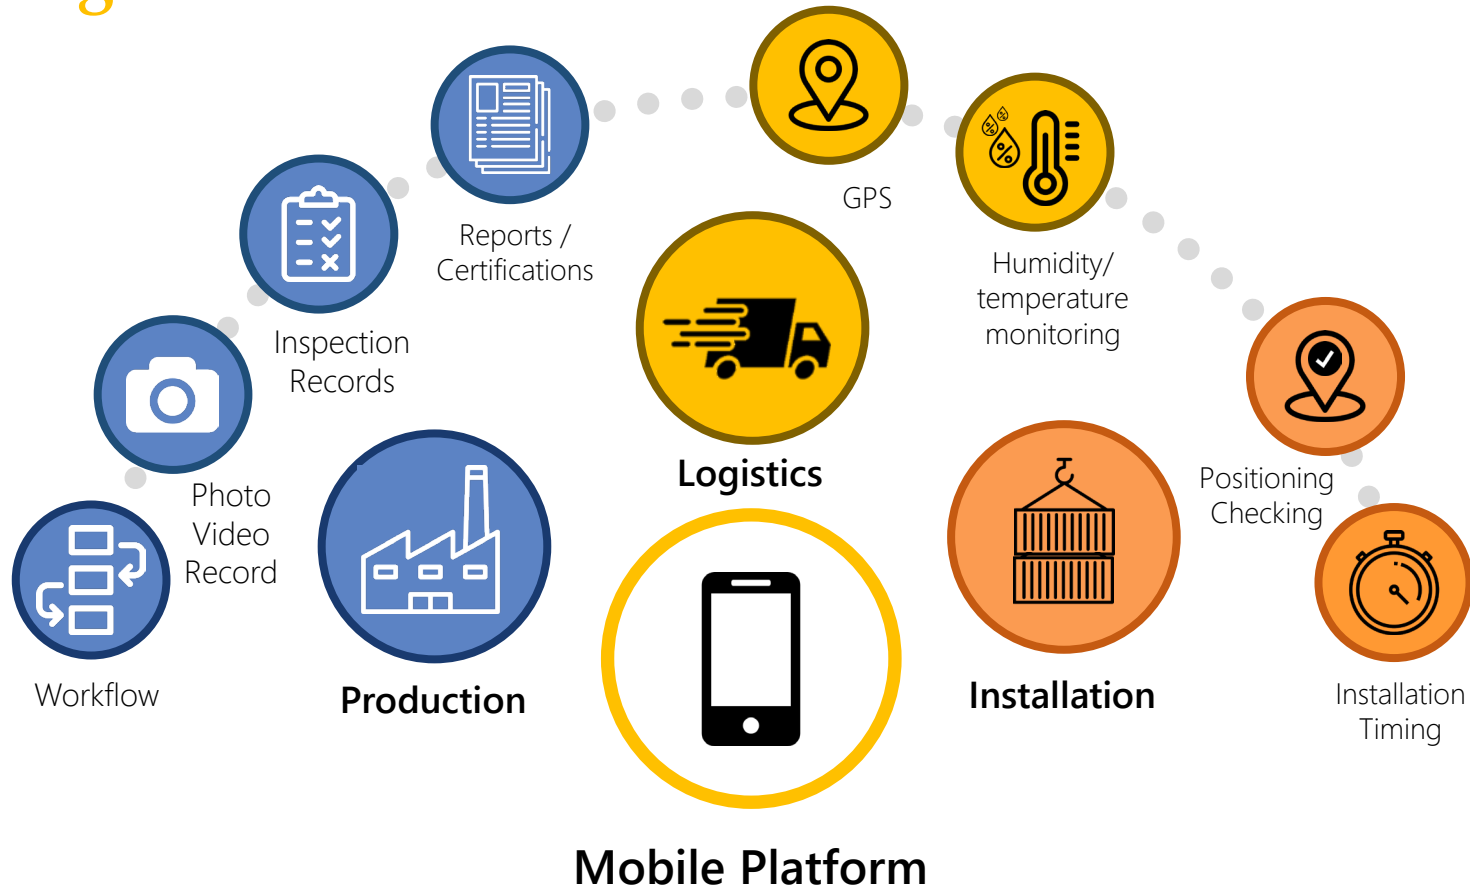 g
GPS
Reports /
Certifications
Humidity/
temperature
monitoring
Inspection
Records
Logistics
Positioning
Checking
Photo
Video
Record
Workflow
Production
Installation
Installation
Timing
Mobile Platform